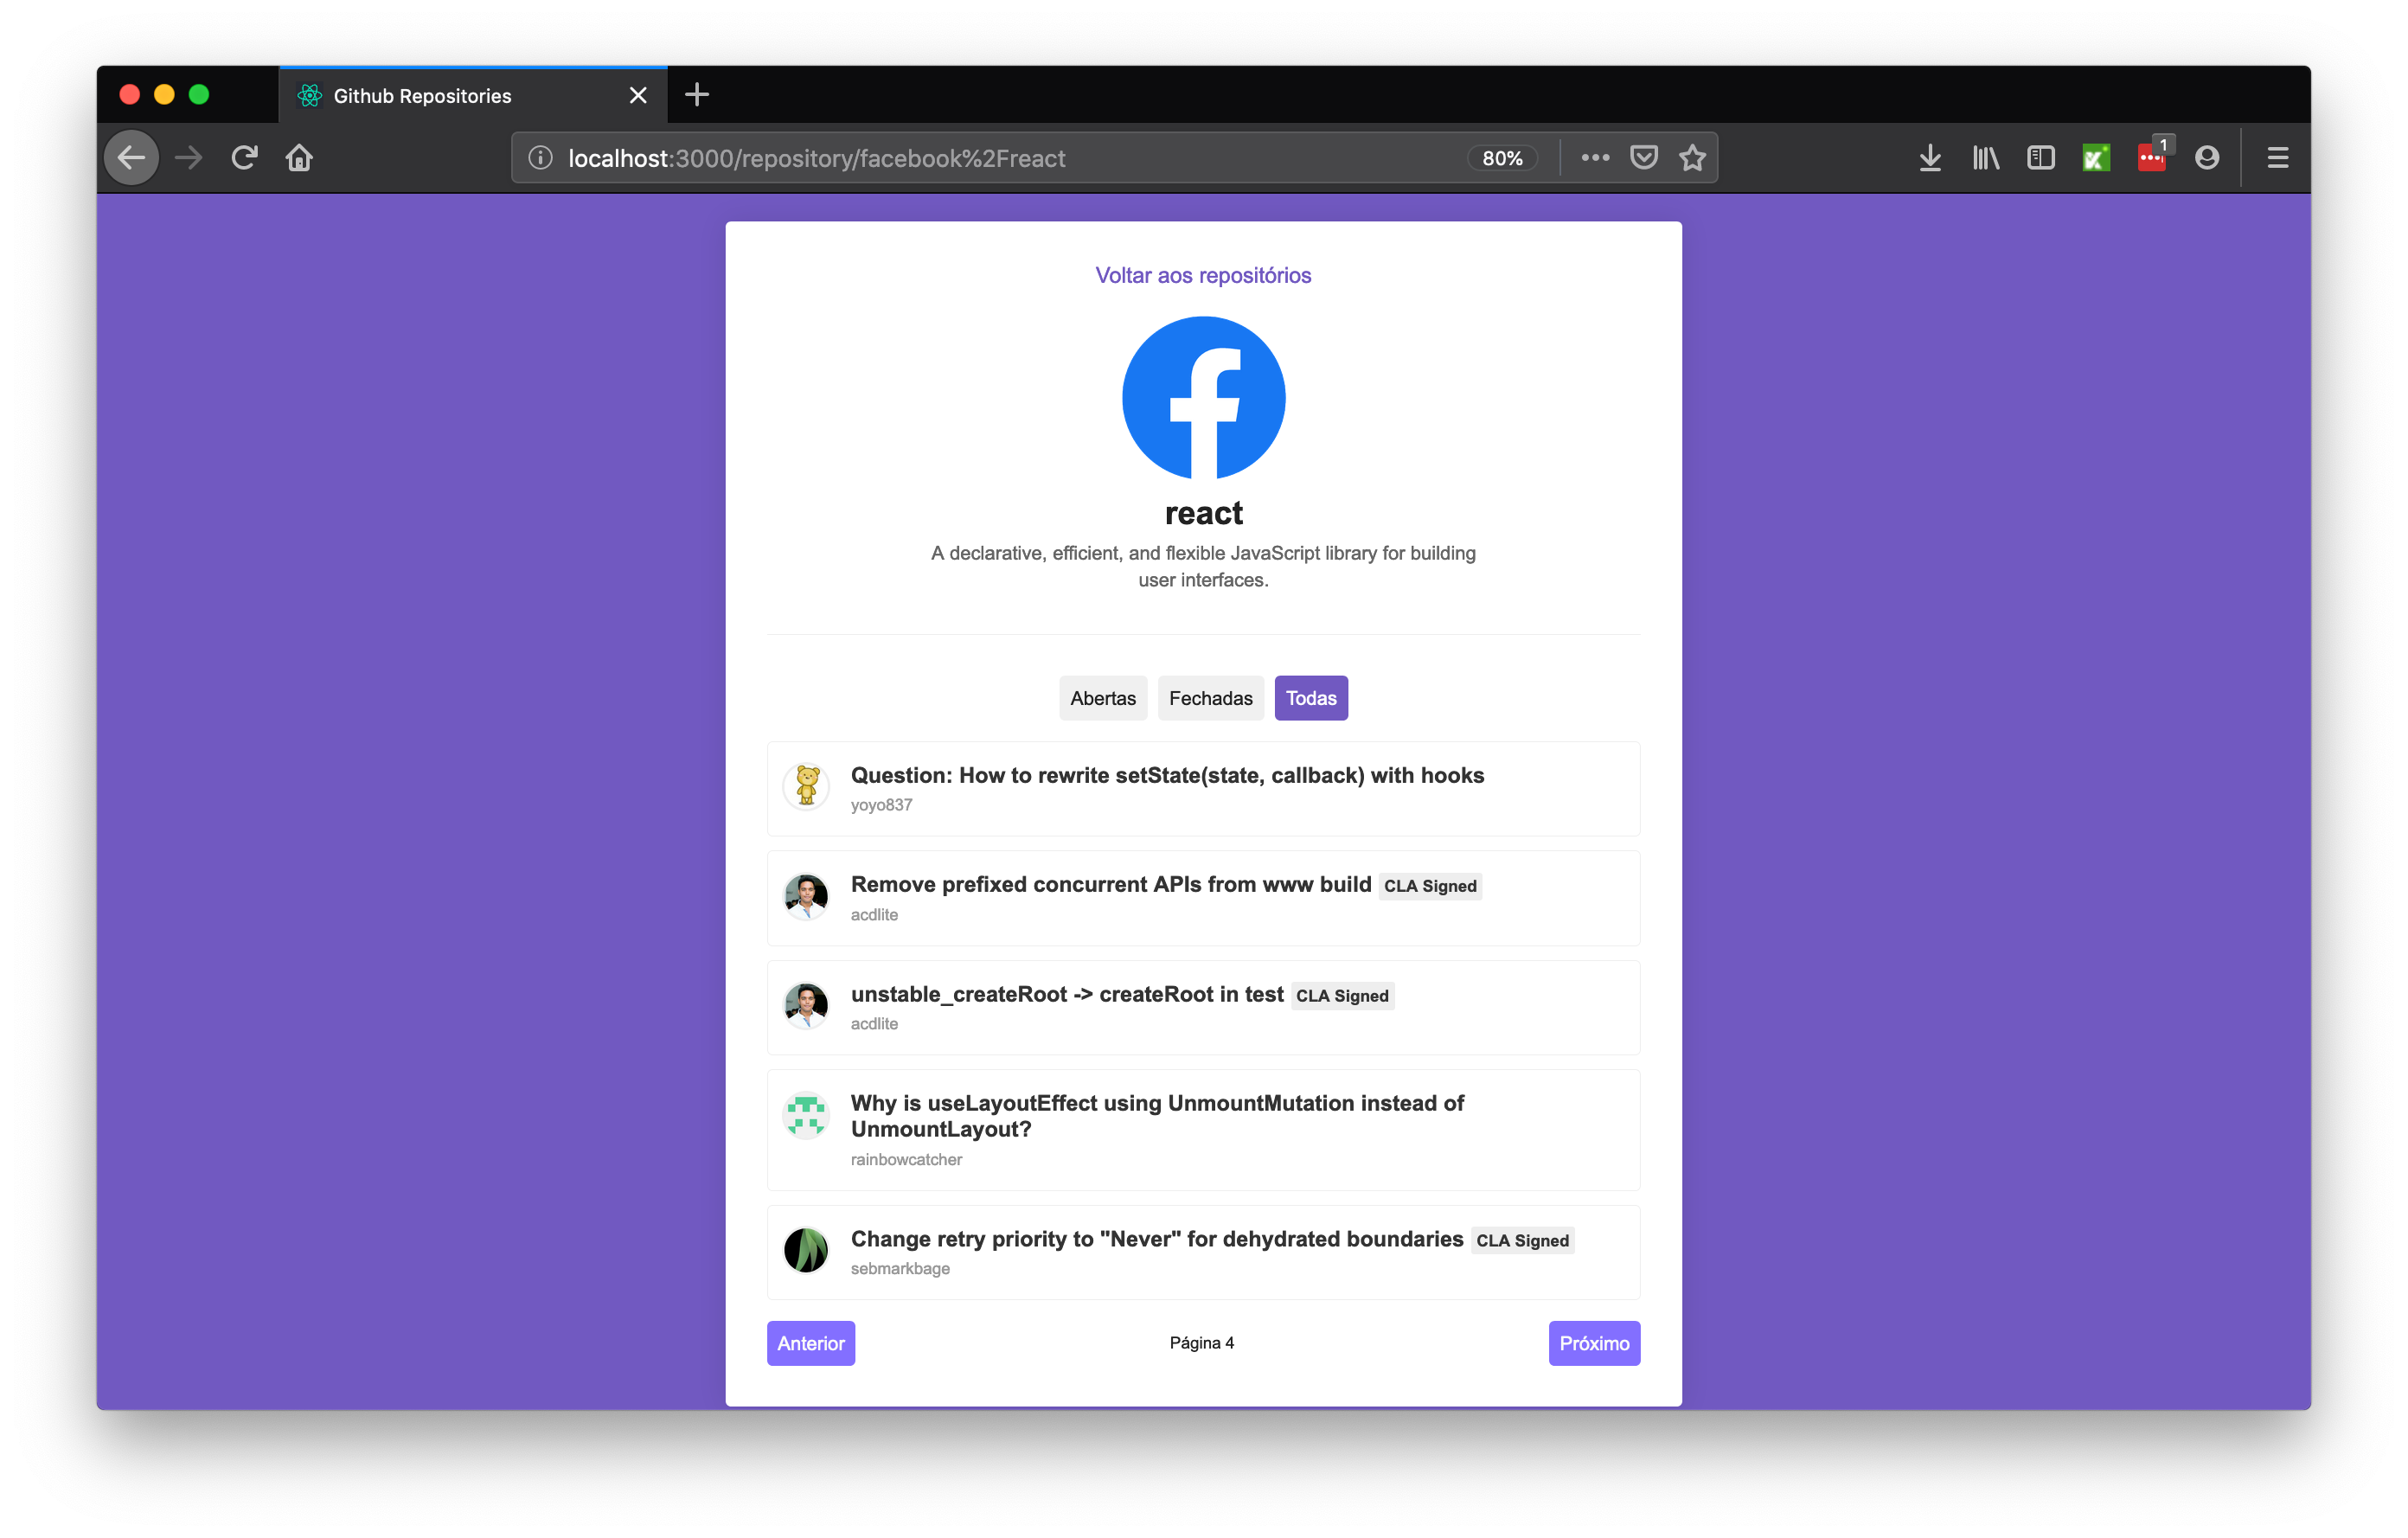 Github Repositories
localhost:3000/repository/facebook%2Freact
80%
1
Voltar aos repositórios
react
A declarative, efficient, and flexible JavaScript library for building
user interfaces.
Abertas Fechadas Todas
Question: How to rewrite setState(state, callback) with hooks
yoyo837
Remove prefixed concurrent APIs from www build CLA Signed
acdlite
unstable_createRoot -> createRoot in test CLA Signed
acdlite
Why is useLayoutEffect using UnmountMutation instead of
UnmountLayout?
rainbowcatcher
Change retry priority to "Never" for dehydrated boundaries CLA Signed
sebmarkbage
Anterior Página 4 Próximo